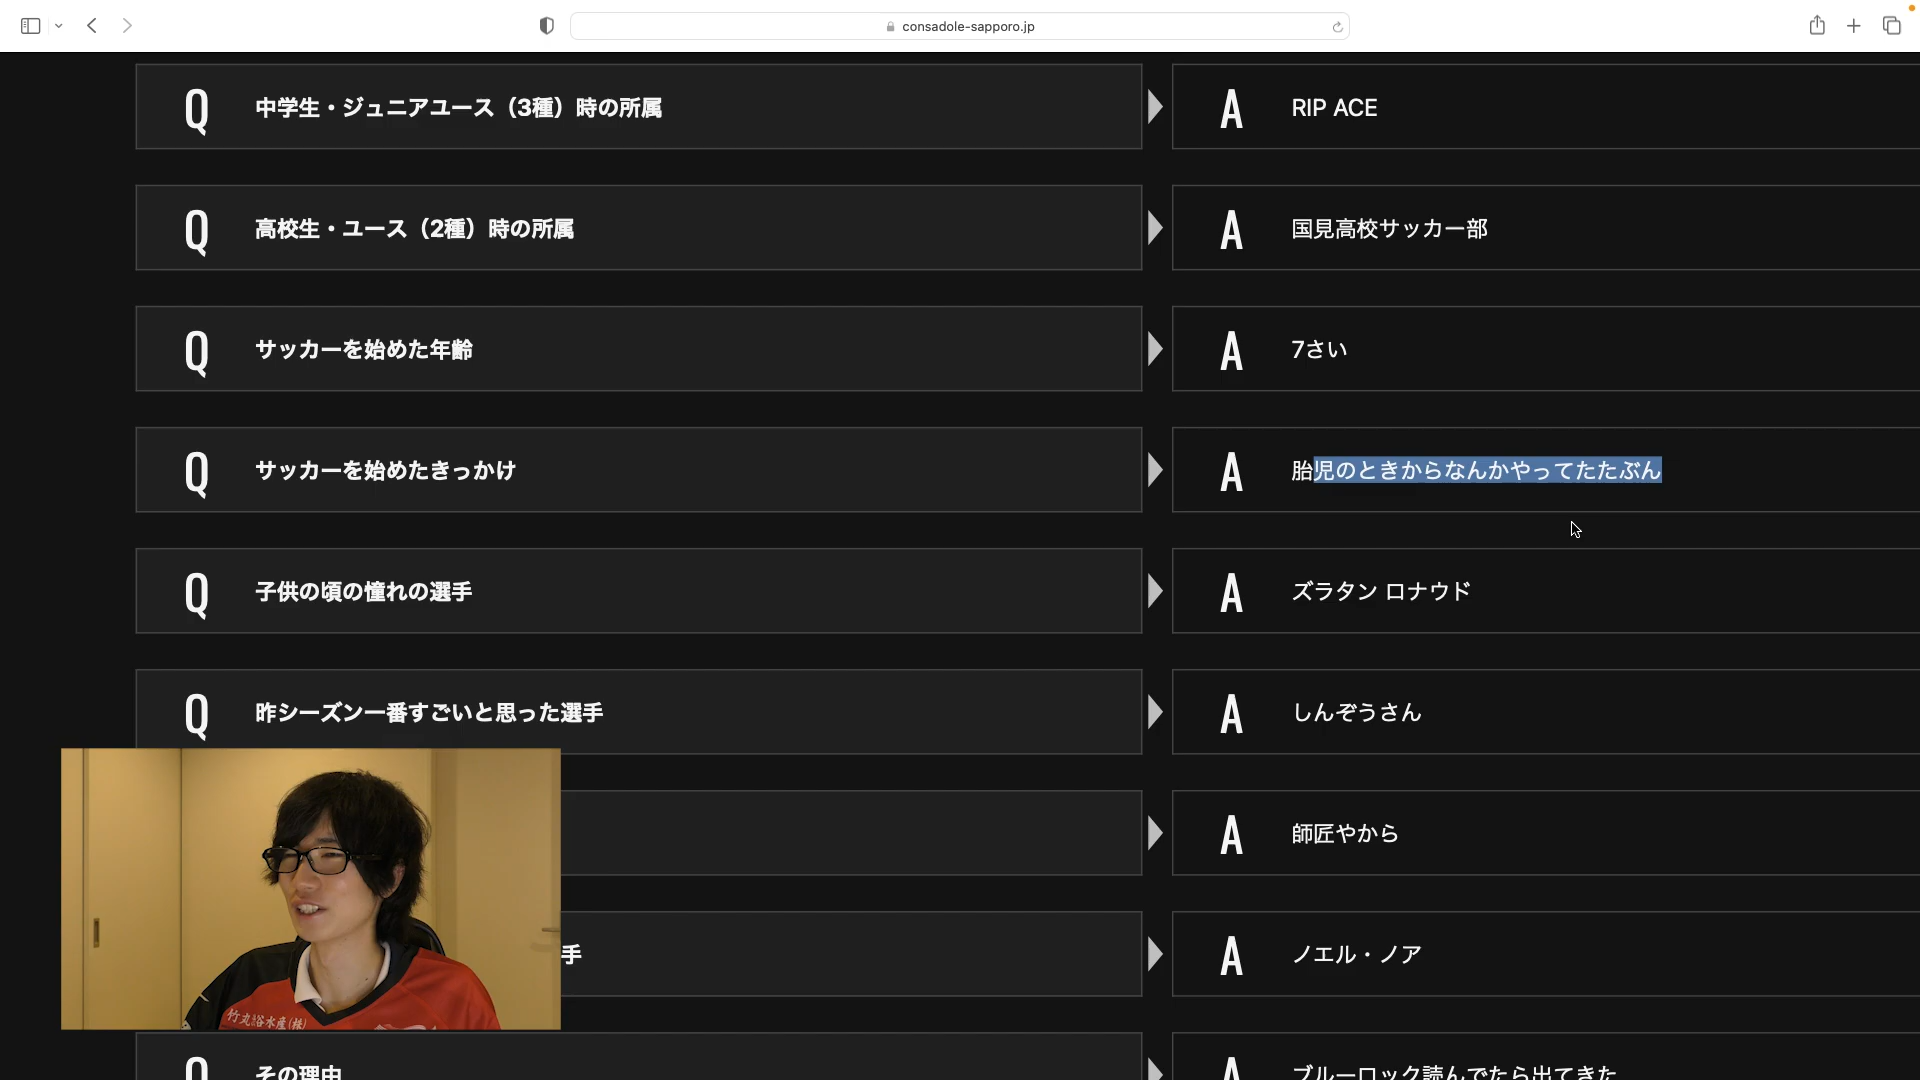 consadole-sapporo.jp
Q 中学生・ジュニアユース（3種）時の所属 A RIP ACE
Q 高校生・ユース（2種）時の所属 A 国見高校サッカー部
Q サッカーを始めた年齢 A 7さい
Q サッカーを始めたきっかけ A 胎児のときからなんかやってたたぶん
Q 子供の頃の憧れの選手 A ズラタン ロナウド
Q 昨シーズン一番すごいと思った選手 A しんぞうさん
A 師匠やから
手 A ノエル・ノア
竹丸渋谷水産(株)
Q その理由 A ブルーロック読んでたら出てきた